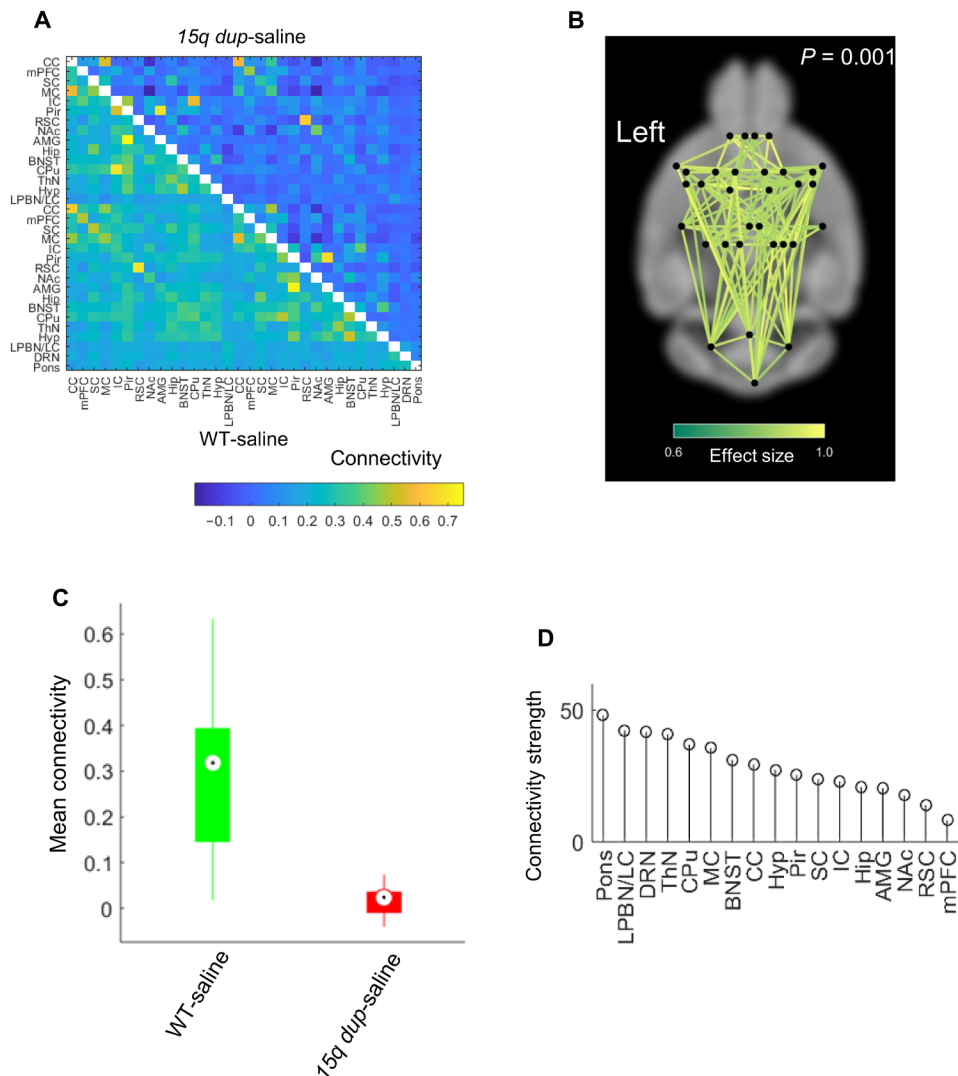 A
15q dup-saline
CC
mPFC
SC
MC
IC
Pir
RSC
NAc
AMG
Hip
BNST
CPu
ThN
Hyp
LPBN/LC
CC
mPFC
SC
MC
IC
Pir
RSC
NAc
AMG
Hip
BNST
CPu
ThN
Hyp
LPBN/LC
DRN
Pons
CC mPFC SC MC IC Pir RSC NAc AMG Hip BNST CPu ThN Hyp LPBN/LC CC mPFC SC MC IC Pir RSC NAc AMG Hip BNST CPu ThN Hyp LPBN/LC DRN Pons
WT-saline
Connectivity
−0.1 0 0.1 0.2 0.3 0.4 0.5 0.6 0.7
B
P = 0.001
Left
0.6 Effect size 1.0
C
Mean connectivity
0.6
0.5
0.4
0.3
0.2
0.1
0
WT-saline 15q dup-saline
D
Connectivity strength
50
0
Pons LPBN/LC DRN ThN CPu MC BNST CC Hyp Pir SC IC Hip AMG NAc RSC mPFC